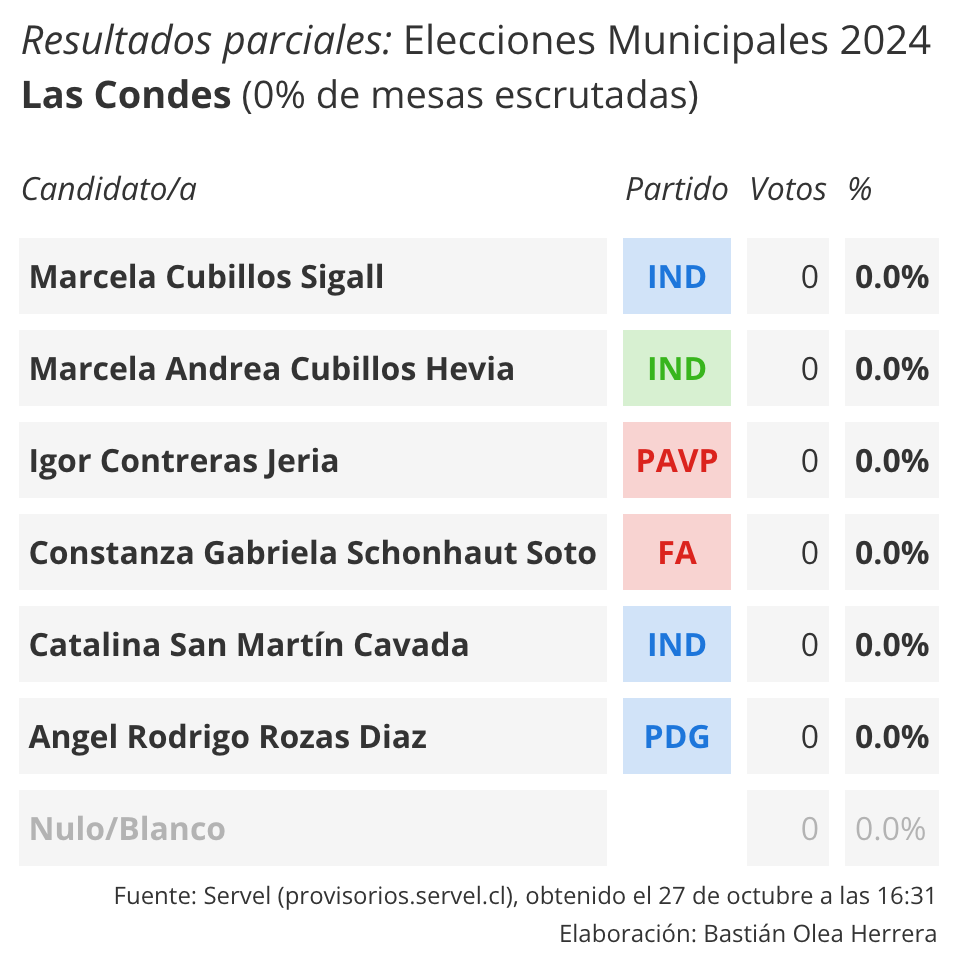 Resultados parciales: Elecciones Municipales 2024
Las Condes (0% de mesas escrutadas)
Candidato/a Partido Votos %
Marcela Cubillos Sigall IND 0 0.0%
Marcela Andrea Cubillos Hevia IND 0 0.0%
Igor Contreras Jeria PAVP 0 0.0%
Constanza Gabriela Schonhaut Soto FA 0 0.0%
Catalina San Martín Cavada IND 0 0.0%
Angel Rodrigo Rozas Diaz PDG 0 0.0%
Nulo/Blanco 0 0.0%
Fuente: Servel (provisorios.servel.cl), obtenido el 27 de octubre a las 16:31
Elaboración: Bastián Olea Herrera